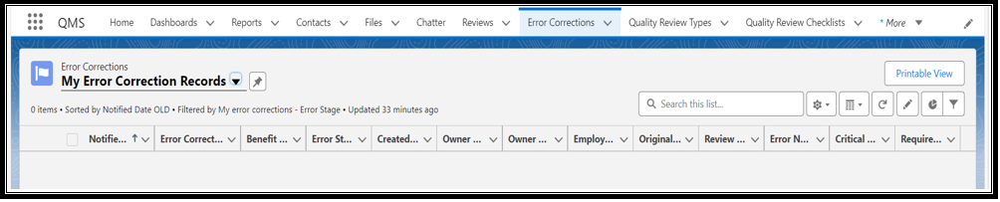 QMS Home Dashboards Reports Contacts Files Chatter Reviews Error Corrections Quality Review Types Quality Review Checklists * More
Error Corrections
My Error Correction Records
Printable View
0 items • Sorted by Notified Date OLD • Filtered by My error corrections - Error Stage • Updated 33 minutes ago
Search this list...
Notifie... Error Correct... Benefit ... Error St... Created... Owner ... Owner ... Employ... Original... Review ... Error N... Critical ... Require...